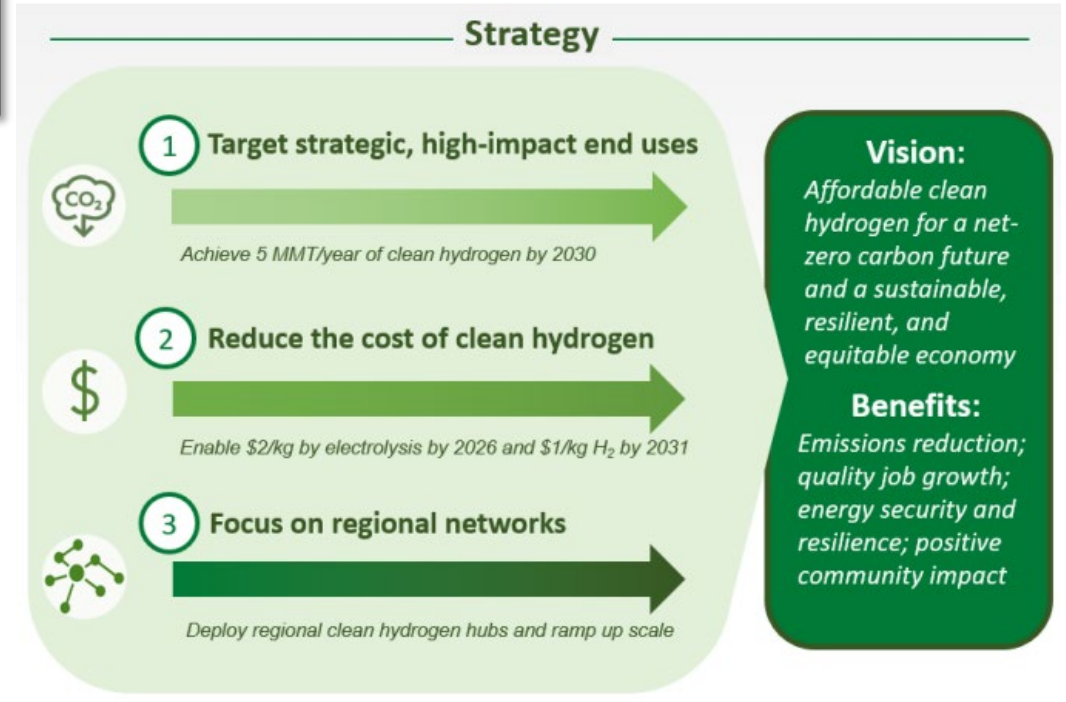 Strategy
1 Target strategic, high-impact end uses
CO₂
Achieve 5 MMT/year of clean hydrogen by 2030
2 Reduce the cost of clean hydrogen
$
Enable $2/kg by electrolysis by 2026 and $1/kg H₂ by 2031
3 Focus on regional networks
Deploy regional clean hydrogen hubs and ramp up scale
Vision:
Affordable clean
hydrogen for a net-
zero carbon future
and a sustainable,
resilient, and
equitable economy
Benefits:
Emissions reduction;
quality job growth;
energy security and
resilience; positive
community impact